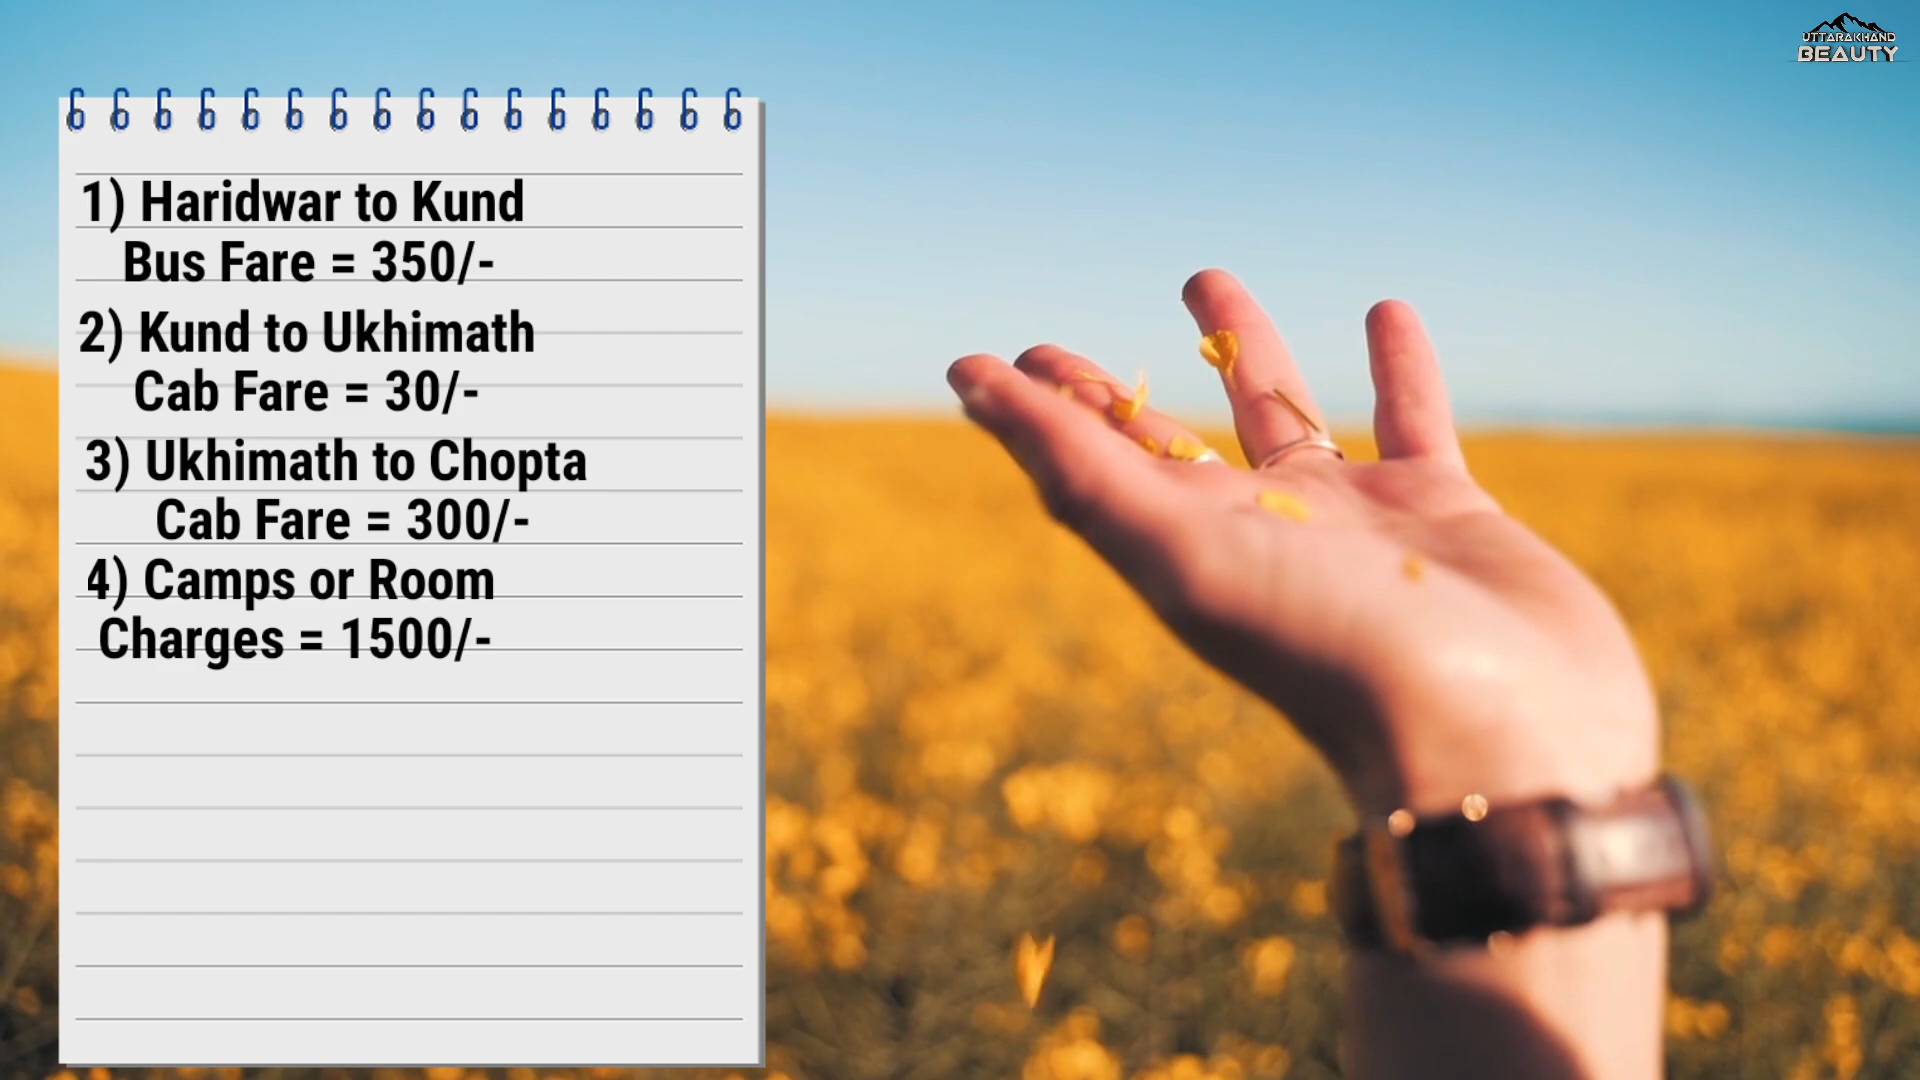 UTTARAKHAND
BEAUTY
1) Haridwar to Kund
Bus Fare = 350/-
2) Kund to Ukhimath
Cab Fare = 30/-
3) Ukhimath to Chopta
Cab Fare = 300/-
4) Camps or Room
Charges = 1500/-